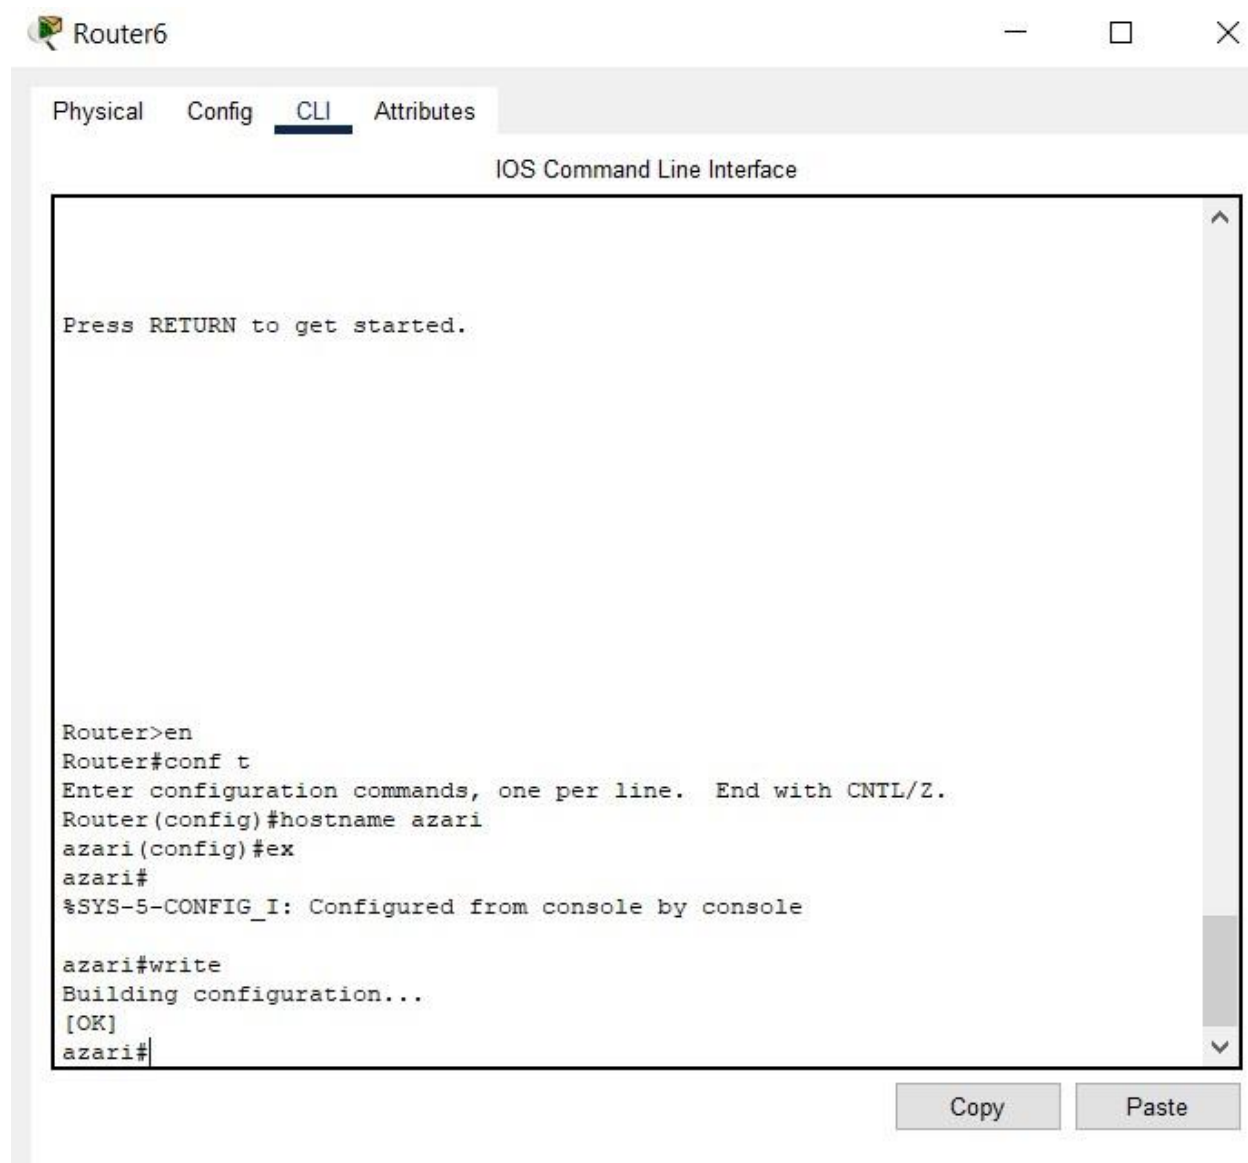 Router6
Physical Config CLI Attributes
IOS Command Line Interface
Press RETURN to get started.
Router>en
Router#conf t
Enter configuration commands, one per line.  End with CNTL/Z.
Router(config)#hostname azari
azari(config)#ex
azari#
%SYS-5-CONFIG_I: Configured from console by console
azari#write
Building configuration...
[OK]
azari#
Copy Paste